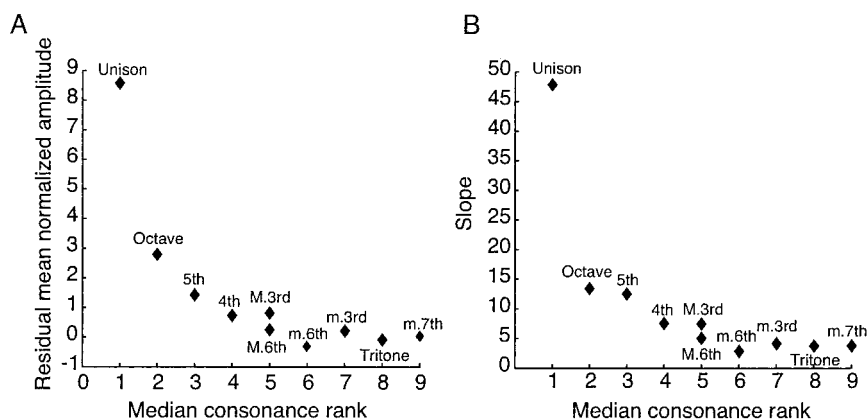 A
Residual mean normalized amplitude
9
8
7
6
5
4
3
2
1
0
-1
Unison
Octave
5th
4th
M.3rd
M.6th
m.6th
m.3rd
Tritone
m.7th
0 1 2 3 4 5 6 7 8 9
Median consonance rank
B
Slope
50
45
40
35
30
25
20
15
10
5
0
Unison
Octave
5th
4th
M.3rd
M.6th
m.6th
m.3rd
Tritone
m.7th
1 2 3 4 5 6 7 8 9
Median consonance rank